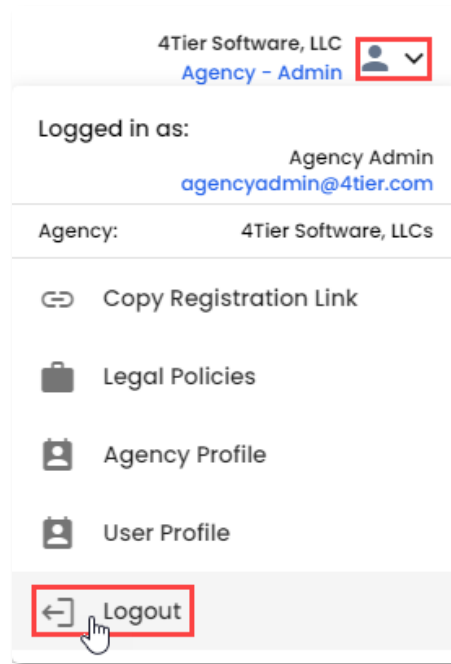 4Tier Software, LLC
Agency - Admin
Logged in as:
Agency Admin
agencyadmin@4tier.com
Agency: 4Tier Software, LLCs
Copy Registration Link
Legal Policies
Agency Profile
User Profile
Logout